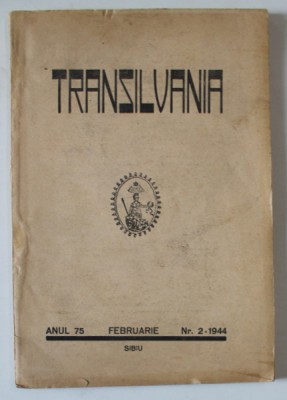 TRANSILVANIA
ANUL 75 FEBRUARIE Nr. 2-1944
SIBIU